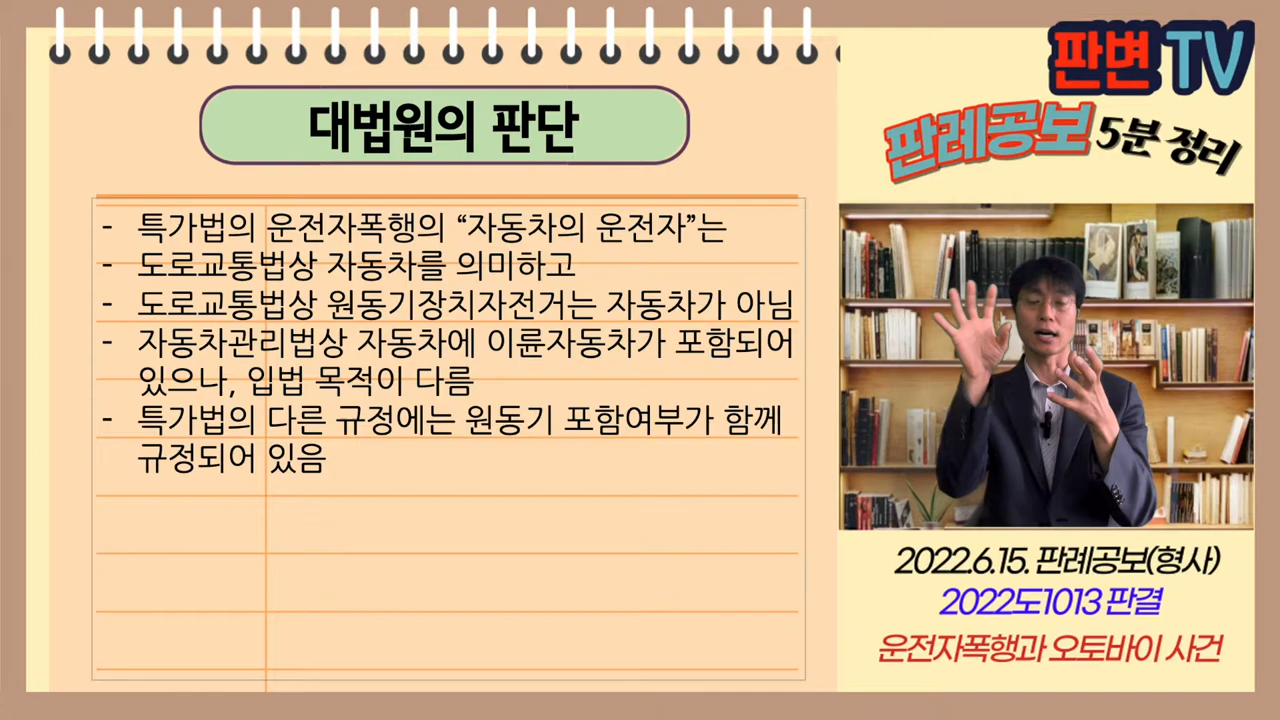 대법원의 판단
- 특가법의 운전자폭행의 “자동차의 운전자”는
- 도로교통법상 자동차를 의미하고
- 도로교통법상 원동기장치자전거는 자동차가 아님
- 자동차관리법상 자동차에 이륜자동차가 포함되어
있으나, 입법 목적이 다름
- 특가법의 다른 규정에는 원동기 포함여부가 함께
규정되어 있음
판변 TV
판례공보 5분 정리
2022.6.15. 판례공보(형사)
2022도1013 판결
운전자폭행과 오토바이 사건